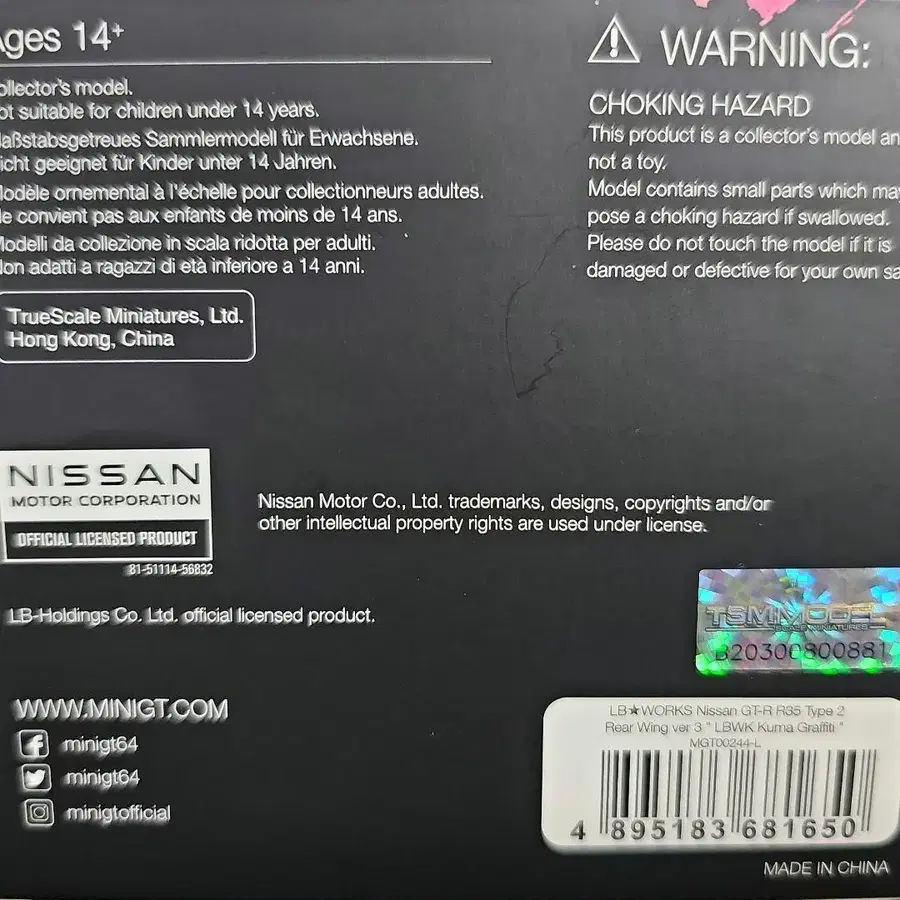 Ages 14+
ollector's model.
ot suitable for children under 14 years.
aßstabsgetreues Sammlermodell für Erwachsene.
icht geeignet für Kinder unter 14 Jahren.
odèle ornemental à l'échelle pour collectionneurs adultes.
e convient pas aux enfants de moins de 14 ans.
odelli da collezione in scala ridotta per adulti.
on adatti a ragazzi di età inferiore a 14 anni.
TrueScale Miniatures, Ltd.
Hong Kong, China
WARNING:
CHOKING HAZARD
This product is a collector's model an
not a toy.
Model contains small parts which may
pose a choking hazard if swallowed.
Please do not touch the model if it is
damaged or defective for your own sa
NISSAN
MOTOR CORPORATION
OFFICIAL LICENSED PRODUCT
81-51114-56832
Nissan Motor Co., Ltd. trademarks, designs, copyrights and/or
other intellectual property rights are used under license.
LB-Holdings Co. Ltd. official licensed product.
TSMMODEL
SCALE MINIATURES
B20300800881
WWW.MINIGT.COM
minigt64
minigt64
minigtofficial
LB★WORKS Nissan GT-R R35 Type 2
Rear Wing ver 3 " LBWK Kuma Graffiti "
MGT00244-L
4 895183 681650
MADE IN CHINA